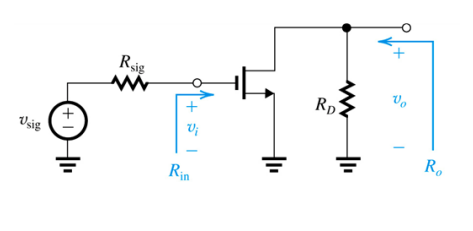 R_sig
v_sig
+
−
+
v_i
−
R_in
R_D
+
v_o
−
R_o